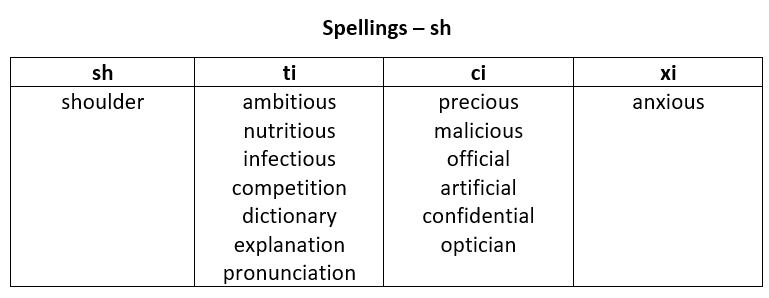 Spellings – sh
sh ti ci xi
shoulder ambitious precious anxious
nutritious malicious
infectious official
competition artificial
dictionary confidential
explanation optician
pronunciation